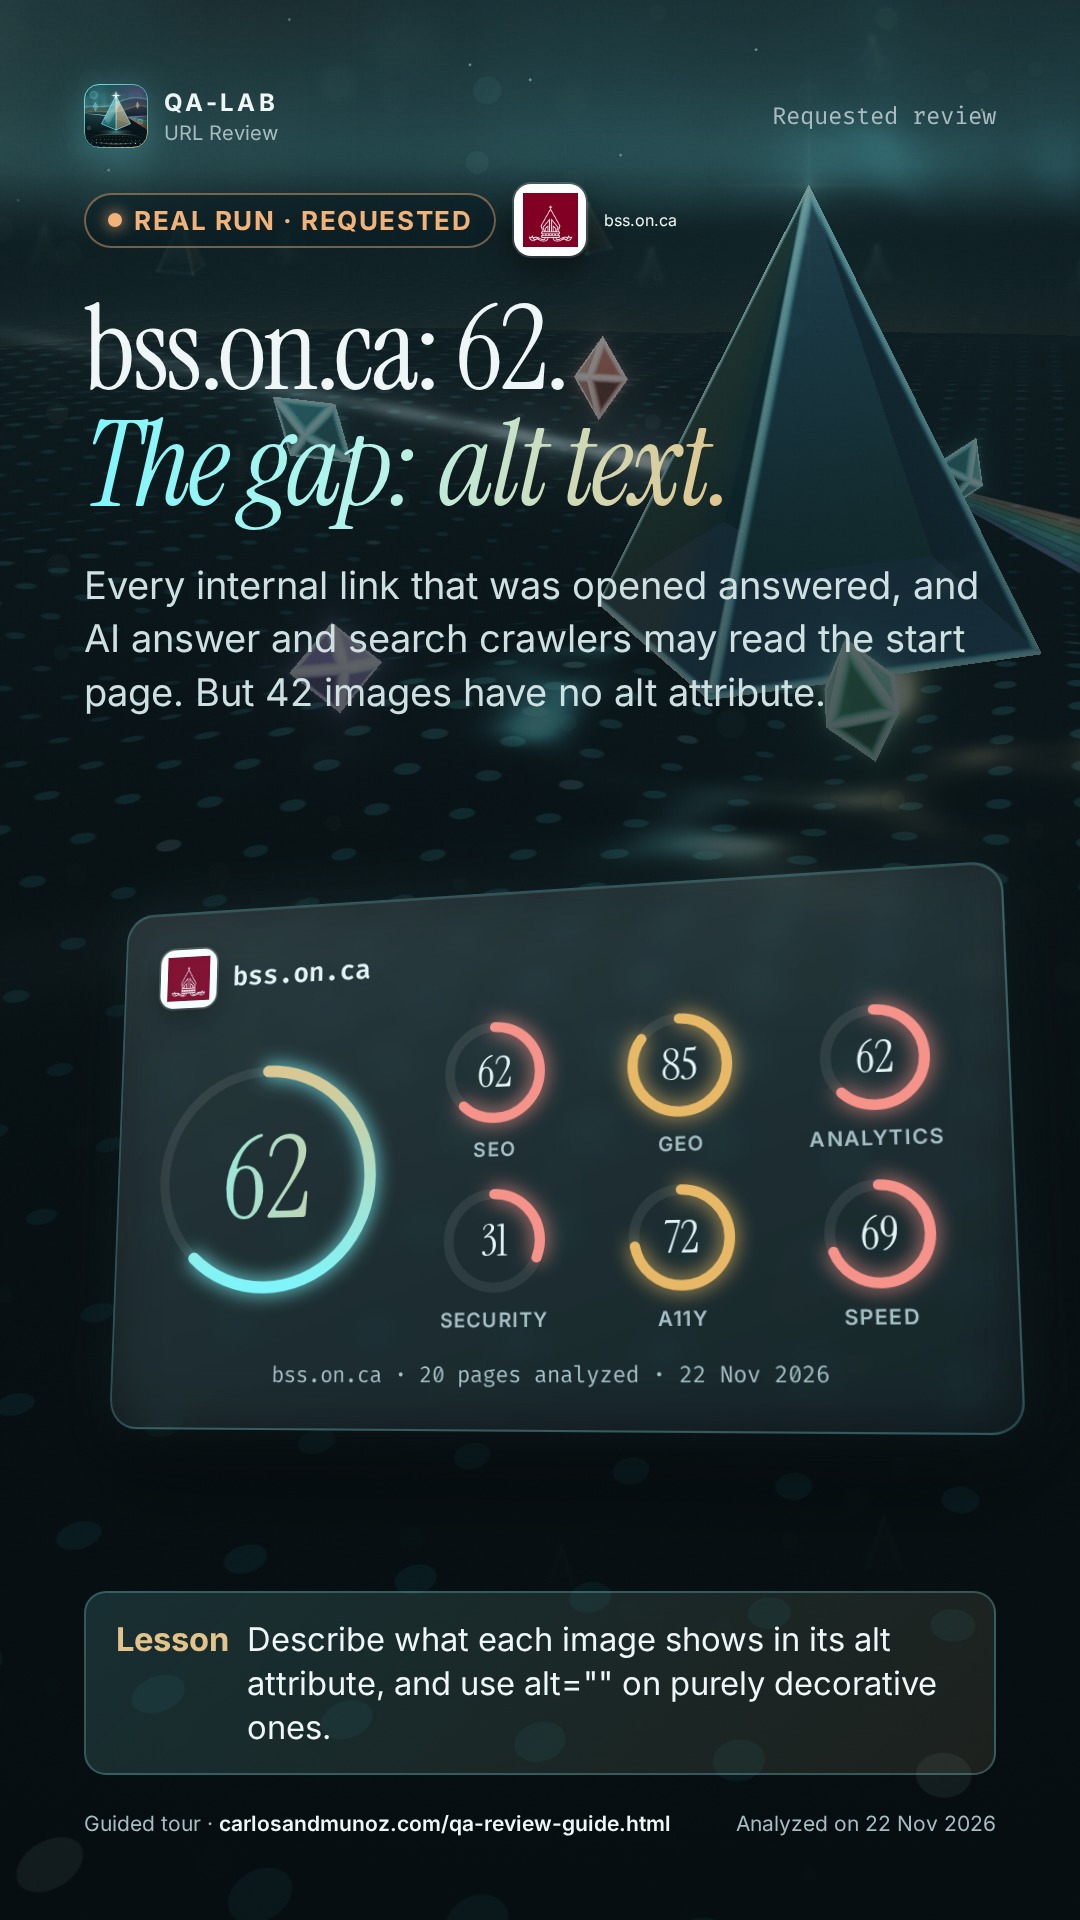 QA-LAB
URL Review
Requested review
REAL RUN · REQUESTED
bss.on.ca
bss.on.ca: 62.
The gap: alt text.
Every internal link that was opened answered, and
AI answer and search crawlers may read the start
page. But 42 images have no alt attribute.
bss.on.ca
62
62
SEO
85
GEO
62
ANALYTICS
31
SECURITY
72
A11Y
69
SPEED
bss.on.ca · 20 pages analyzed · 22 Nov 2026
Lesson Describe what each image shows in its alt
attribute, and use alt="" on purely decorative
ones.
Guided tour · carlosandmunoz.com/qa-review-guide.html
Analyzed on 22 Nov 2026